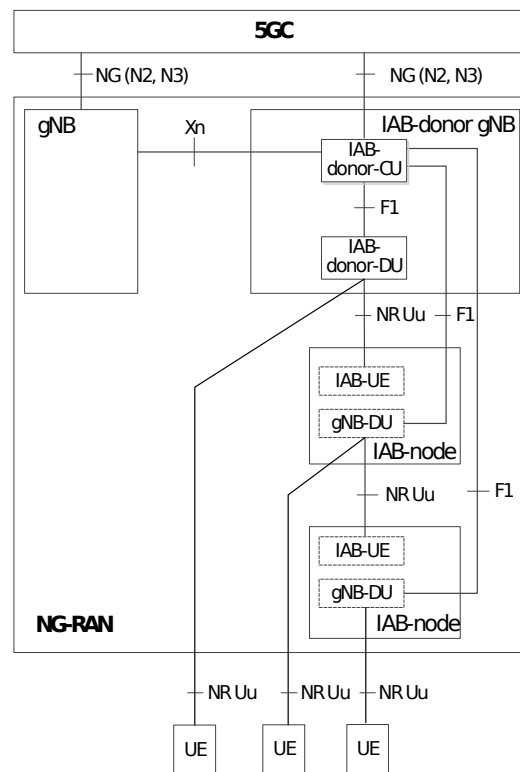 5GC
NG (N2, N3)
NG (N2, N3)
gNB
IAB-donor gNB
Xn
IAB-
donor-CU
F1
IAB-
donor-DU
NR Uu
F1
IAB-UE
gNB-DU
IAB-node
NR Uu
F1
IAB-UE
gNB-DU
IAB-node
NG-RAN
NR Uu
NR Uu
NR Uu
UE
UE
UE